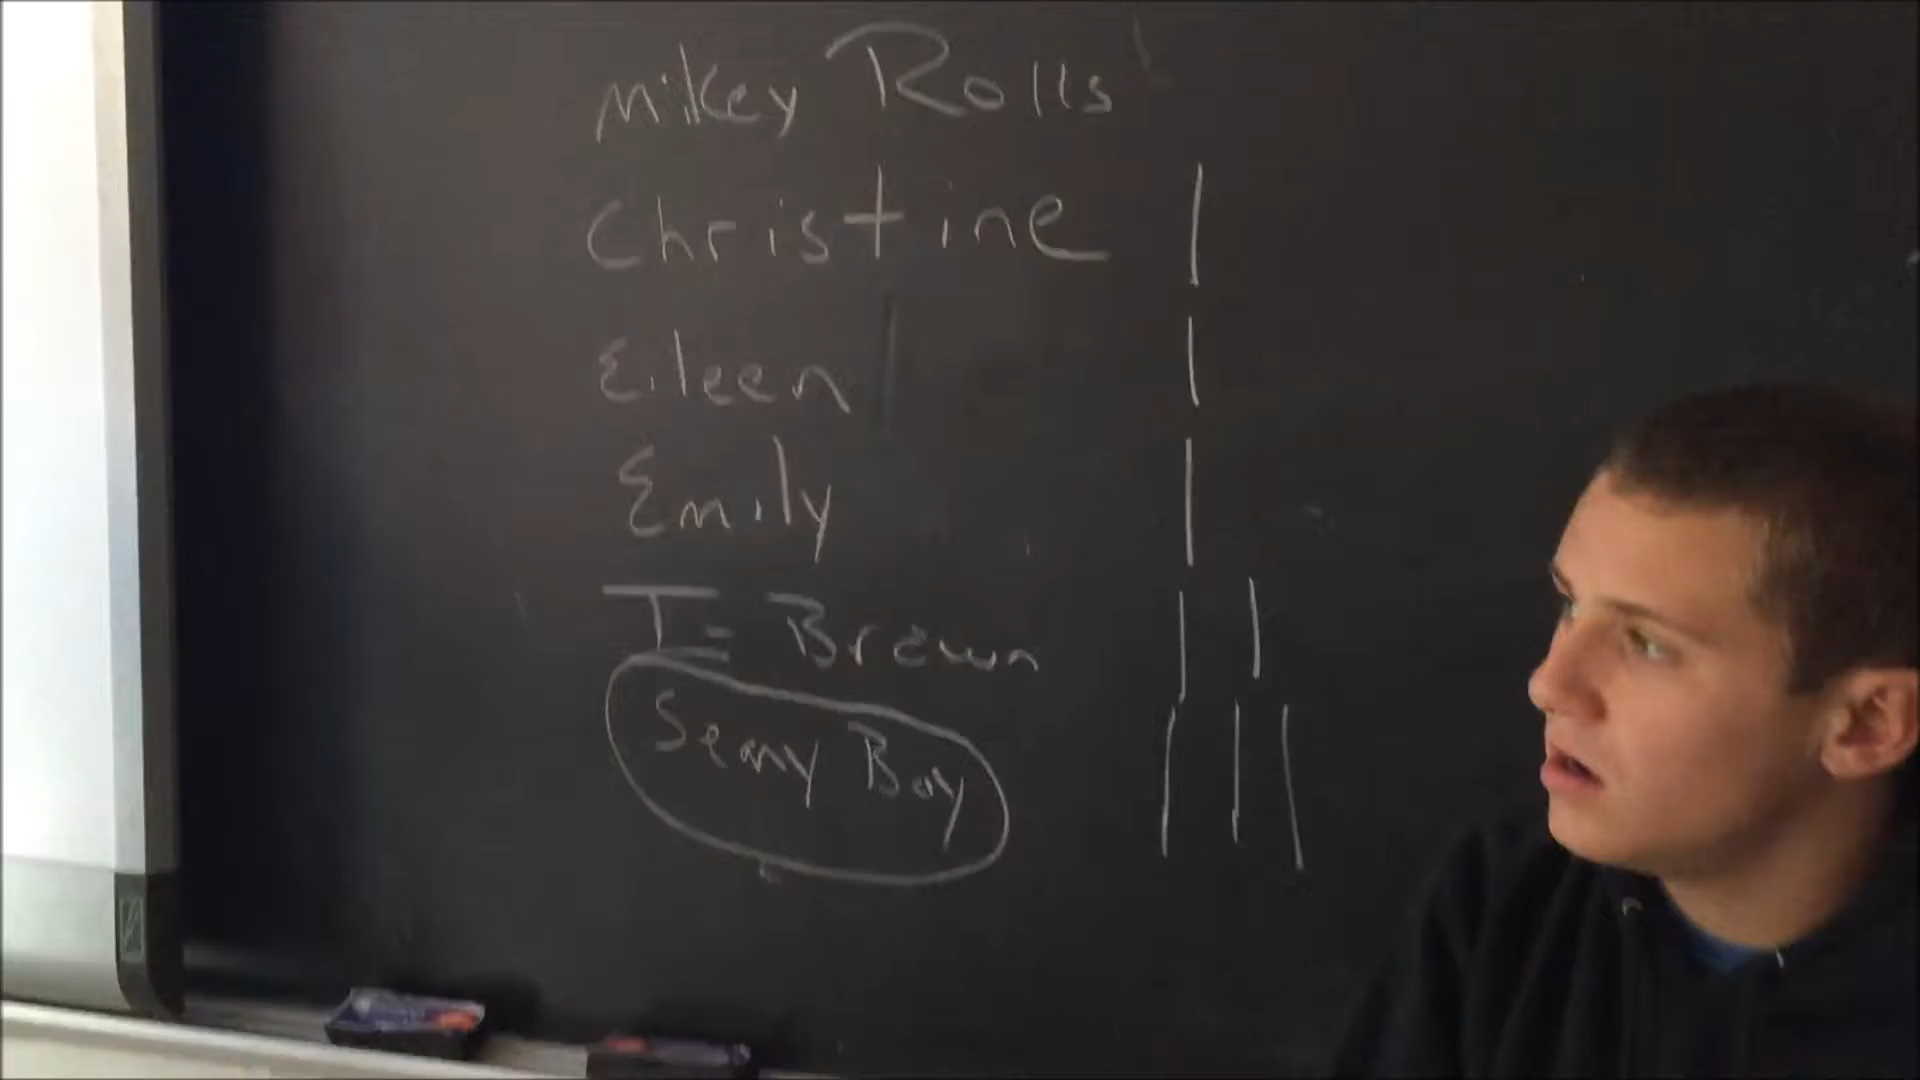 Mikey Rolls
Christine |
Eileen |
Emily |
T= Brown ||
Seany Boy |||